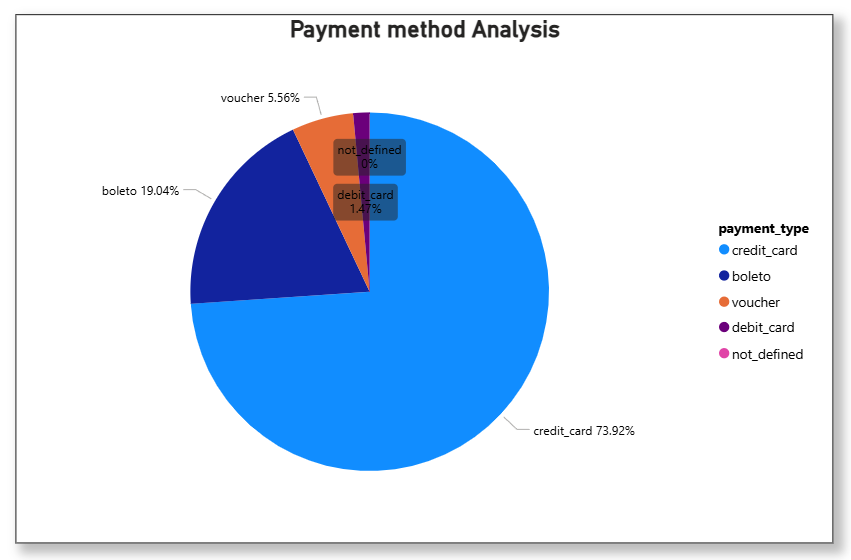 Payment method Analysis
voucher 5.56%
not_defined
0%
boleto 19.04%
debit_card
1.47%
credit_card 73.92%
payment_type
credit_card
boleto
voucher
debit_card
not_defined